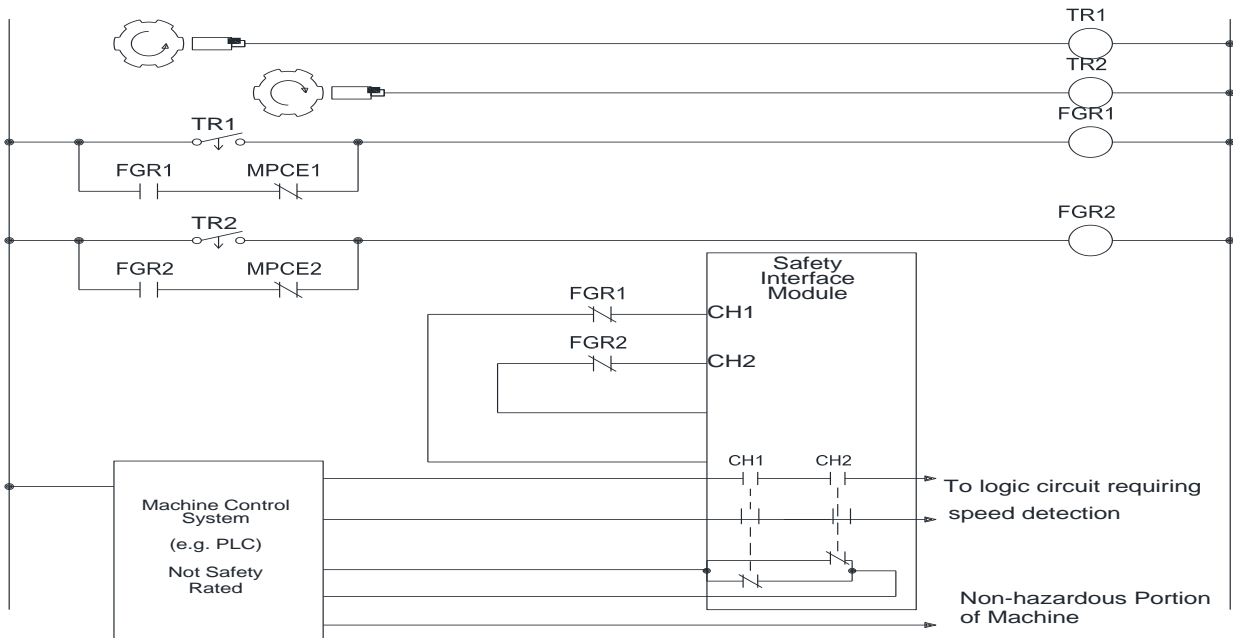 TR1
TR2
FGR1
TR1
FGR1 MPCE1
TR2
FGR2
FGR2 MPCE2
Safety
Interface
Module
FGR1
CH1
FGR2
CH2
CH1 CH2
To logic circuit requiring
speed detection
Machine Control
System
(e.g. PLC)
Not Safety
Rated
Non-hazardous Portion
of Machine